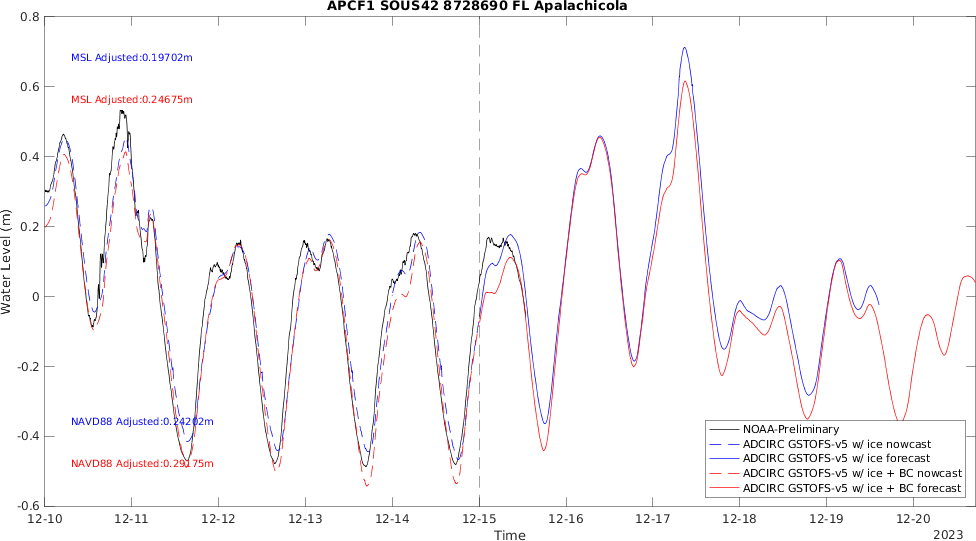 APCF1 SOUS42 8728690 FL Apalachicola
0.8
0.6
0.4
0.2
0
-0.2
-0.4
-0.6
Water Level (m)
MSL Adjusted:0.19702m
MSL Adjusted:0.24675m
NAVD88 Adjusted:0.24202m
NAVD88 Adjusted:0.29175m
NOAA-Preliminary
ADCIRC GSTOFS-v5 w/ ice nowcast
ADCIRC GSTOFS-v5 w/ ice forecast
ADCIRC GSTOFS-v5 w/ ice + BC nowcast
ADCIRC GSTOFS-v5 w/ ice + BC forecast
12-10 12-11 12-12 12-13 12-14 12-15 12-16 12-17 12-18 12-19 12-20
Time
2023